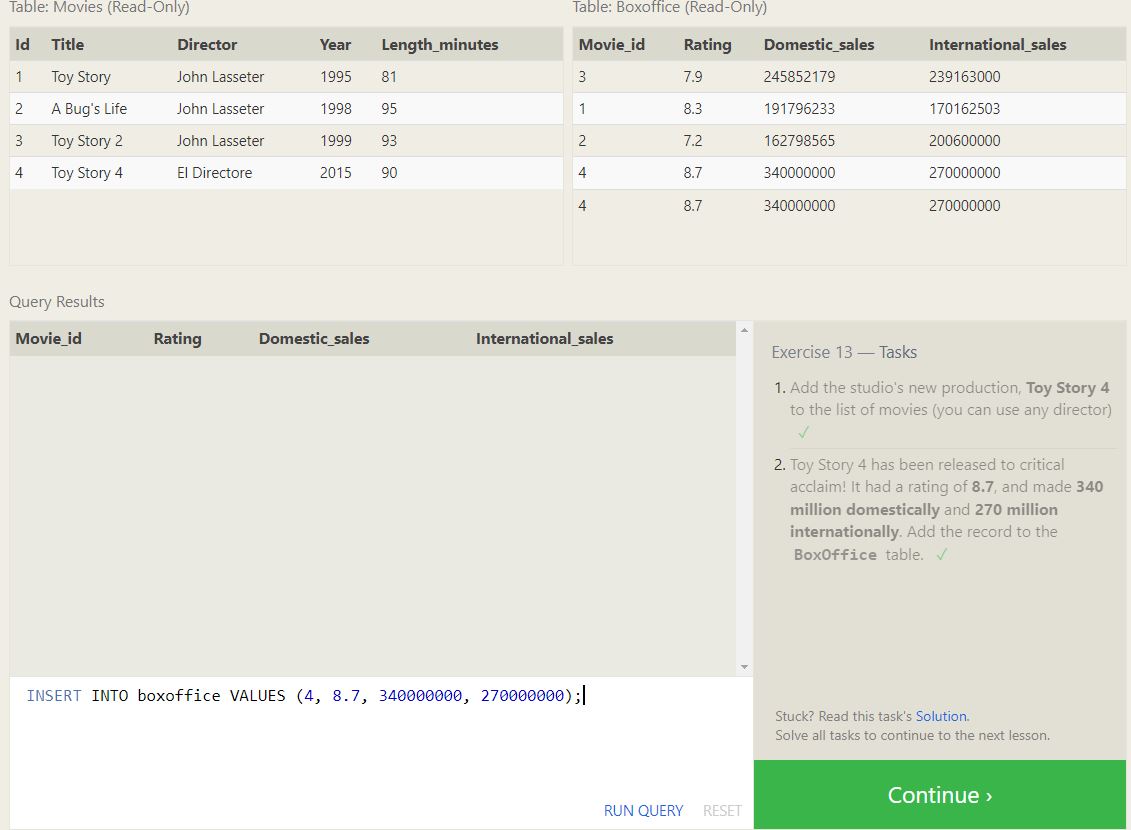 Table: Movies (Read-Only)
Id Title Director Year Length_minutes
1 Toy Story John Lasseter 1995 81
2 A Bug's Life John Lasseter 1998 95
3 Toy Story 2 John Lasseter 1999 93
4 Toy Story 4 El Directore 2015 90
Table: Boxoffice (Read-Only)
Movie_id Rating Domestic_sales International_sales
3 7.9 245852179 239163000
1 8.3 191796233 170162503
2 7.2 162798565 200600000
4 8.7 340000000 270000000
4 8.7 340000000 270000000
Query Results
Movie_id Rating Domestic_sales International_sales
INSERT INTO boxoffice VALUES (4, 8.7, 340000000, 270000000);
RUN QUERY RESET
Exercise 13 — Tasks
1. Add the studio's new production, Toy Story 4
to the list of movies (you can use any director)
✓
2. Toy Story 4 has been released to critical
acclaim! It had a rating of 8.7, and made 340
million domestically and 270 million
internationally. Add the record to the
BoxOffice table. ✓
Stuck? Read this task's Solution.
Solve all tasks to continue to the next lesson.
Continue ›